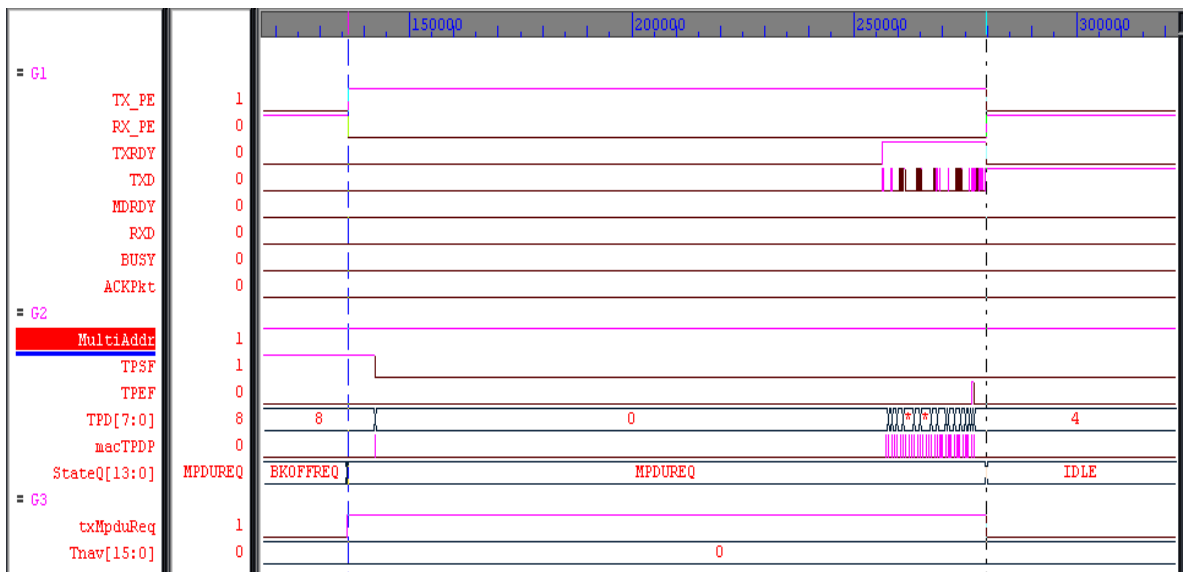 150000 200000 250000 300000
= G1
TX_PE 1
RX_PE 0
TXRDY 0
TXD 0
MDRDY 0
RXD 0
BUSY 0
ACKPkt 0
= G2
MultiAddr 1
TPSF 1
TPEF 0
TPD[7:0] 8 8 0 * * 4
macTPDP 0
StateQ[13:0] MPDUREQ BKOFFREQ MPDUREQ IDLE
= G3
txMpduReq 1
Tnav[15:0] 0 0